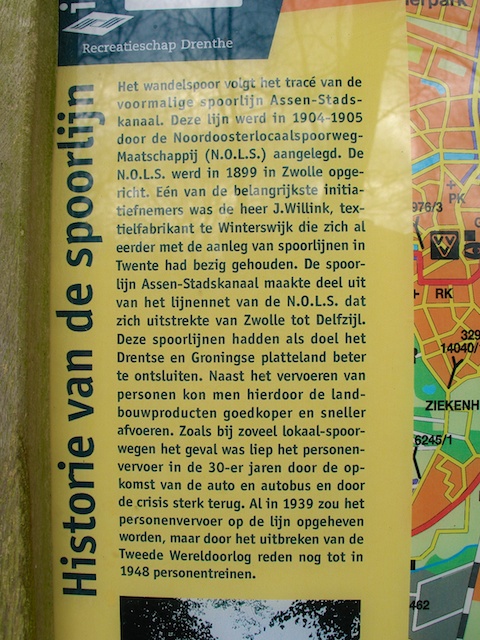 Recreatieschap Drenthe
Historie van de spoorlijn
Het wandelspoor volgt het tracé van de
voormalige spoorlijn Assen-Stads-
kanaal. Deze lijn werd in 1904-1905
door de Noordoosterlocaalspoorweg-
Maatschappij (N.O.L.S.) aangelegd. De
N.O.L.S. werd in 1899 in Zwolle opge-
richt. Eén van de belangrijkste initia-
tiefnemers was de heer J.Willink, tex-
tielfabrikant te Winterswijk die zich al
eerder met de aanleg van spoorlijnen in
Twente had bezig gehouden. De spoor-
lijn Assen-Stadskanaal maakte deel uit
van het lijnennet van de N.O.L.S. dat
zich uitstrekte van Zwolle tot Delfzijl.
Deze spoorlijnen hadden als doel het
Drentse en Groningse platteland beter
te ontsluiten. Naast het vervoeren van
personen kon men hierdoor de land-
bouwproducten goedkoper en sneller
afvoeren. Zoals bij zoveel lokaal-spoor-
wegen het geval was liep het personen-
vervoer in de 30-er jaren door de op-
komst van de auto en autobus en door
de crisis sterk terug. Al in 1939 zou het
personenvervoer op de lijn opgeheven
worden, maar door het uitbreken van de
Tweede Wereldoorlog reden nog tot in
1948 personentreinen.
976/3
PK
VVV
RK
329
14040/
ZIEKENH
6245/1
462